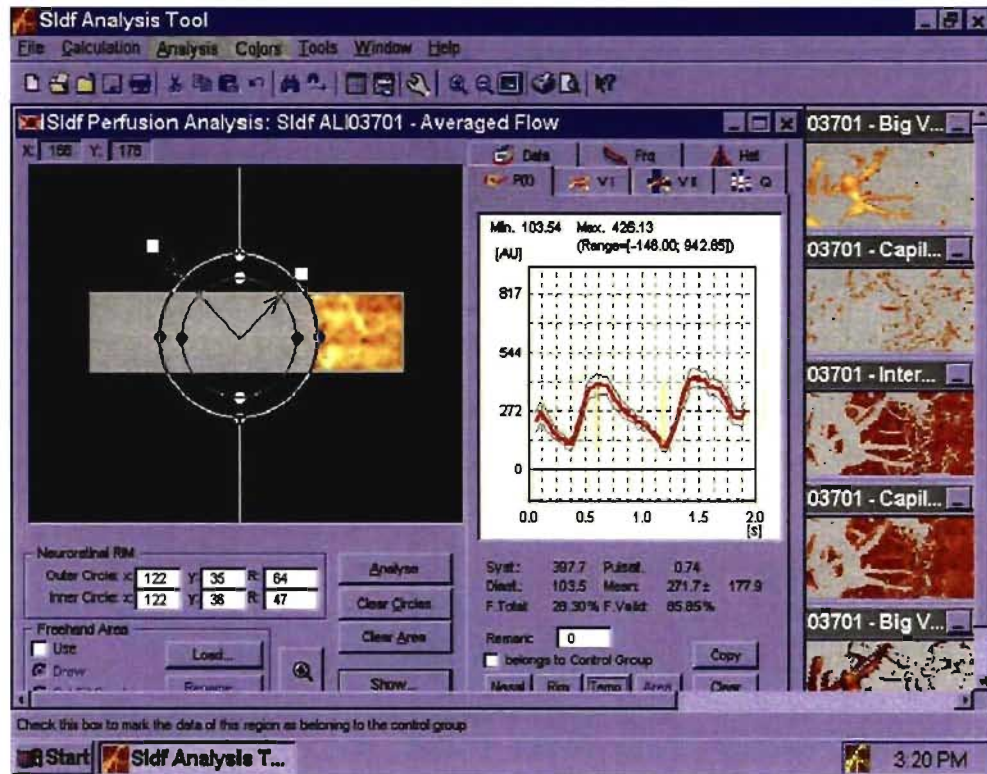 Sldf Analysis Tool
File Calculation Analysis Colors Tools Window Help
Sldf Perfusion Analysis: Sldf ALI03701 - Averaged Flow
X: 166 Y: 176
Data Frq Hst
P(t) V I V II Q
Min. 103.54 Max. 426.13
(Range=[-148.00; 942.65])
[AU]
817
544
272
0
0.0 0.5 1.0 1.5 2.0
[S]
Neuroretinal RIM
Outer Circle: x: 122 y: 35 R: 64
Inner Circle: x: 122 y: 36 R: 47
Analyse
Clear Circles
Clear Area
Show...
Freehand Area
Use
Draw
Load...
Rename
Syst.: 397.7 Pulsat.: 0.74
Diast.: 103.5 Mean: 271.7± 177.9
F.Total: 28.30% F.Valid: 85.85%
Remark: 0
belongs to Control Group
Copy
Nasal Rim Temp Area Clear
03701 - Big V...
03701 - Capil...
03701 - Inter...
03701 - Capil...
03701 - Big V...
Check this box to mark the data of this region as beloning to the control group
Start Sldf Analysis T... 3:20 PM